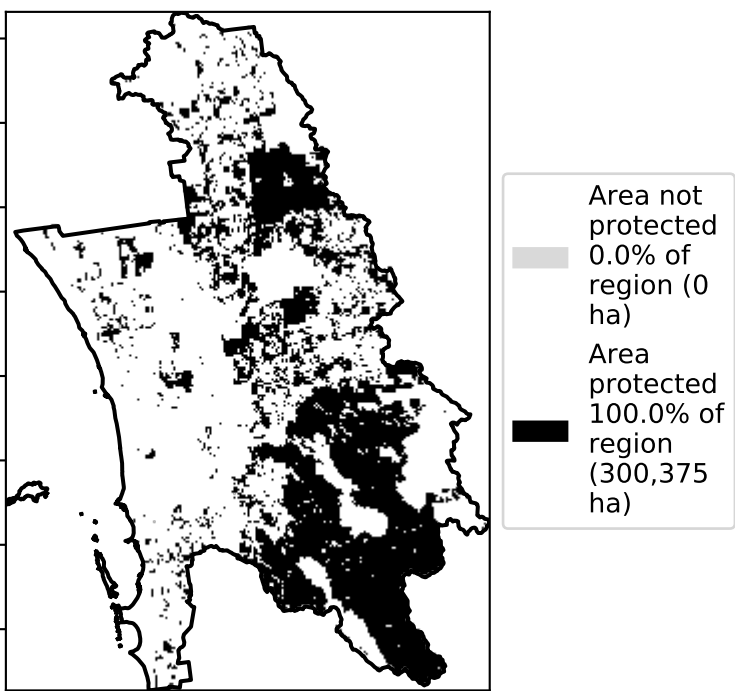 Area not
protected
0.0% of
region (0
ha)
Area
protected
100.0% of
region
(300,375
ha)